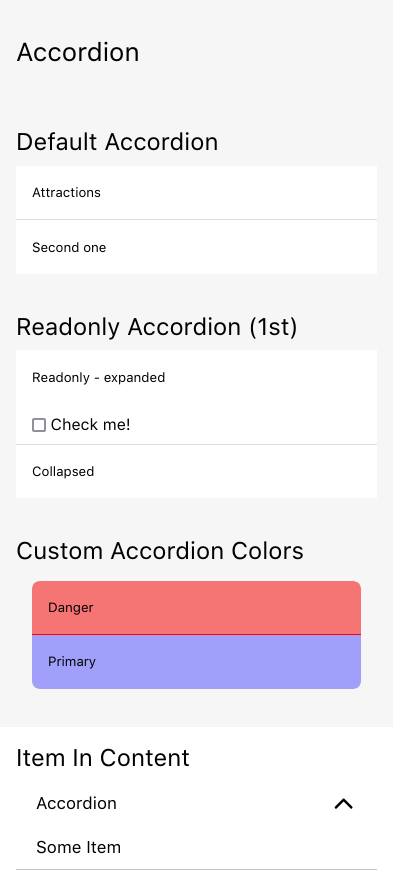 Accordion
Default Accordion
Attractions
Second one
Readonly Accordion (1st)
Readonly - expanded
Check me!
Collapsed
Custom Accordion Colors
Danger
Primary
Item In Content
Accordion
Some Item